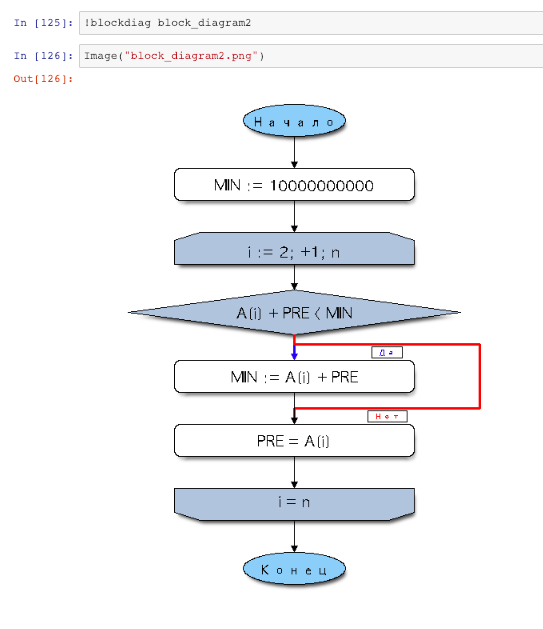 In [125]: !blockdiag block_diagram2
In [126]: Image("block_diagram2.png")
Out[126]:
Начало
MIN := 10000000000
i := 2; +1; n
A(i) + PRE < MIN
Да
MIN := A(i) + PRE
Нет
PRE = A(i)
i = n
Конец